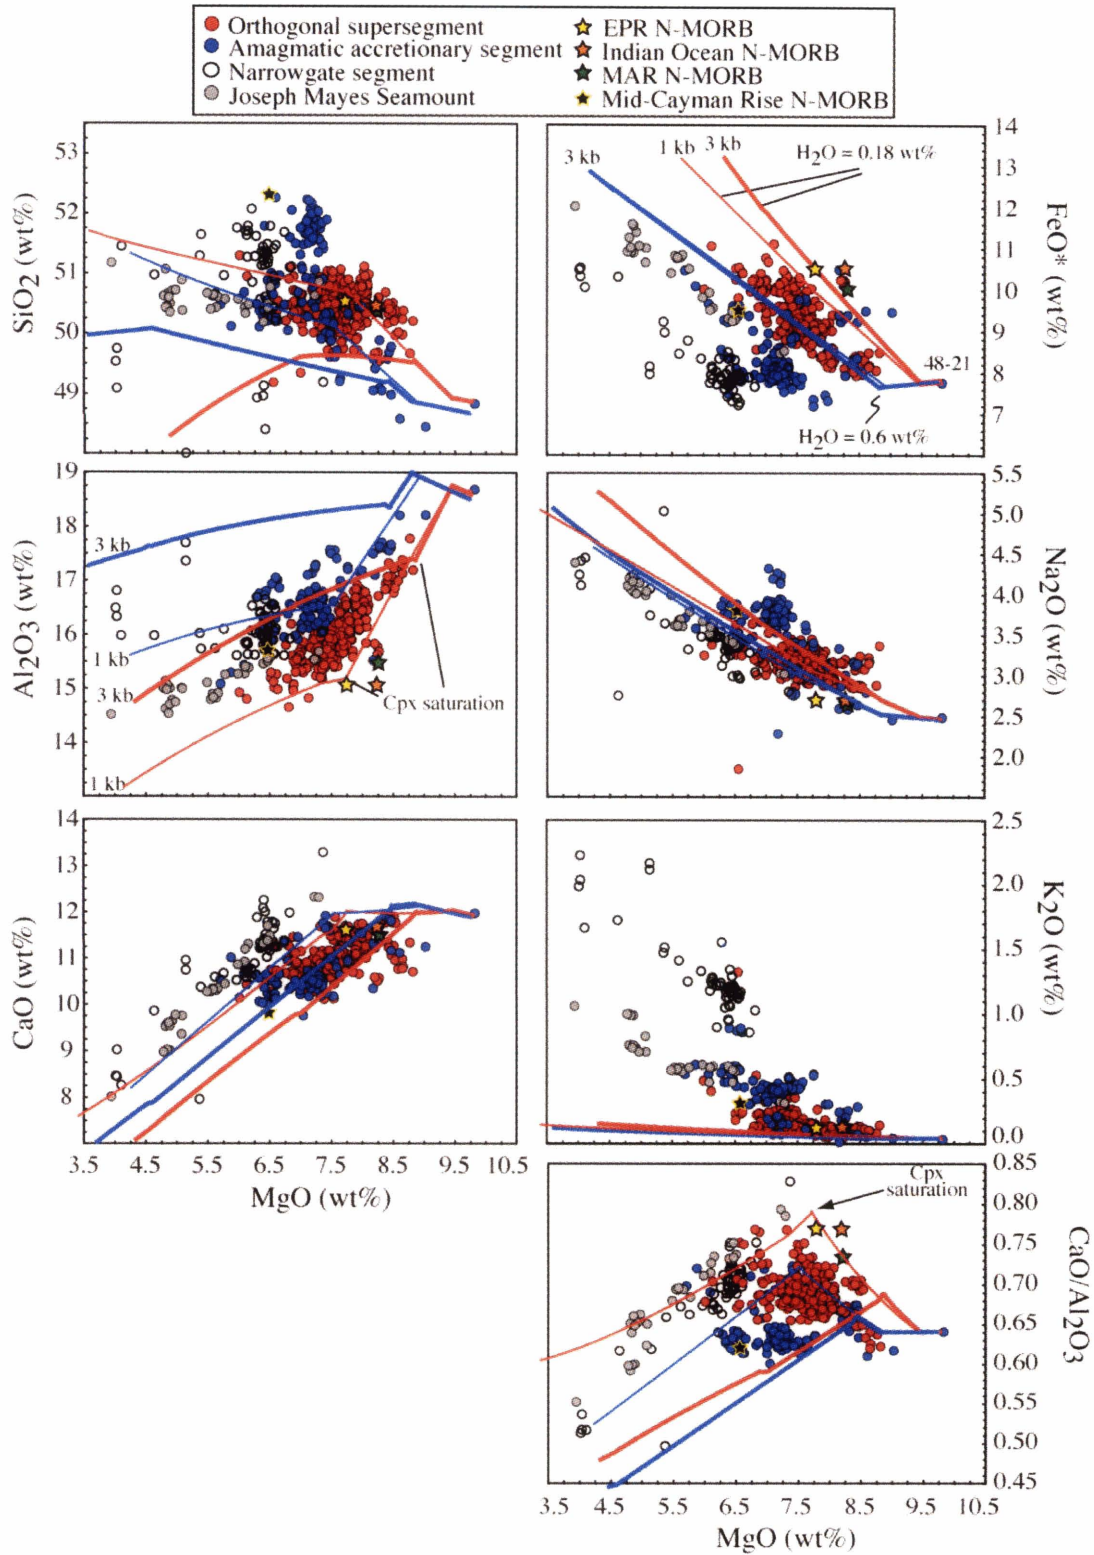 Orthogonal supersegment
Amagmatic accretionary segment
Narrowgate segment
Joseph Mayes Seamount
EPR N-MORB
Indian Ocean N-MORB
MAR N-MORB
Mid-Cayman Rise N-MORB
SiO₂ (wt%)
53
52
51
50
49
3 kb
1 kb
3 kb
H₂O = 0.18 wt%
48-21
H₂O = 0.6 wt%
14
13
12
11
10
9
8
7
FeO* (wt%)
Al₂O₃ (wt%)
19
18
17
16
15
14
13
3 kb
1 kb
3 kb
1 kb
Cpx saturation
5.5
5.0
4.5
4.0
3.5
3.0
2.5
2.0
Na₂O (wt%)
CaO (wt%)
14
13
12
11
10
9
8
3.5 4.5 5.5 6.5 7.5 8.5 9.5 10.5
MgO (wt%)
2.5
2.0
1.5
1.0
0.5
0.0
K₂O (wt%)
Cpx
saturation
0.85
0.80
0.75
0.70
0.65
0.60
0.55
0.50
0.45
CaO/Al₂O₃
3.5 4.5 5.5 6.5 7.5 8.5 9.5 10.5
MgO (wt%)